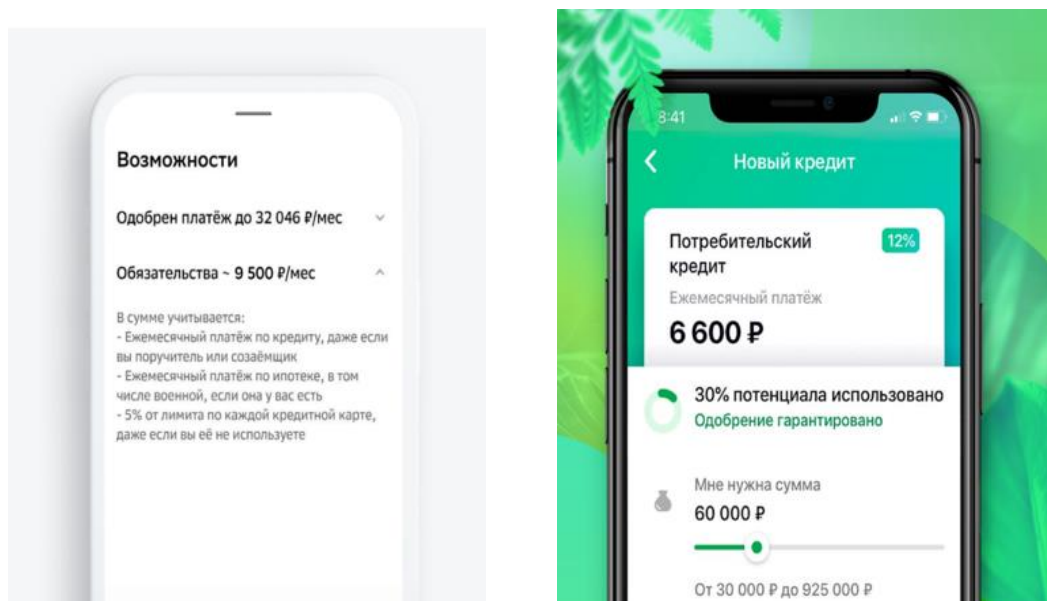 Возможности
Одобрен платёж до 32 046 ₽/мес
Обязательства ~ 9 500 ₽/мес
В сумме учитывается:
- Ежемесячный платёж по кредиту, даже если
вы поручитель или созаёмщик
- Ежемесячный платёж по ипотеке, в том
числе военной, если она у вас есть
- 5% от лимита по каждой кредитной карте,
даже если вы её не используете
8:41
Новый кредит
Потребительский
кредит
12%
Ежемесячный платёж
6 600 ₽
30% потенциала использовано
Одобрение гарантировано
Мне нужна сумма
60 000 ₽
От 30 000 ₽ до 925 000 ₽